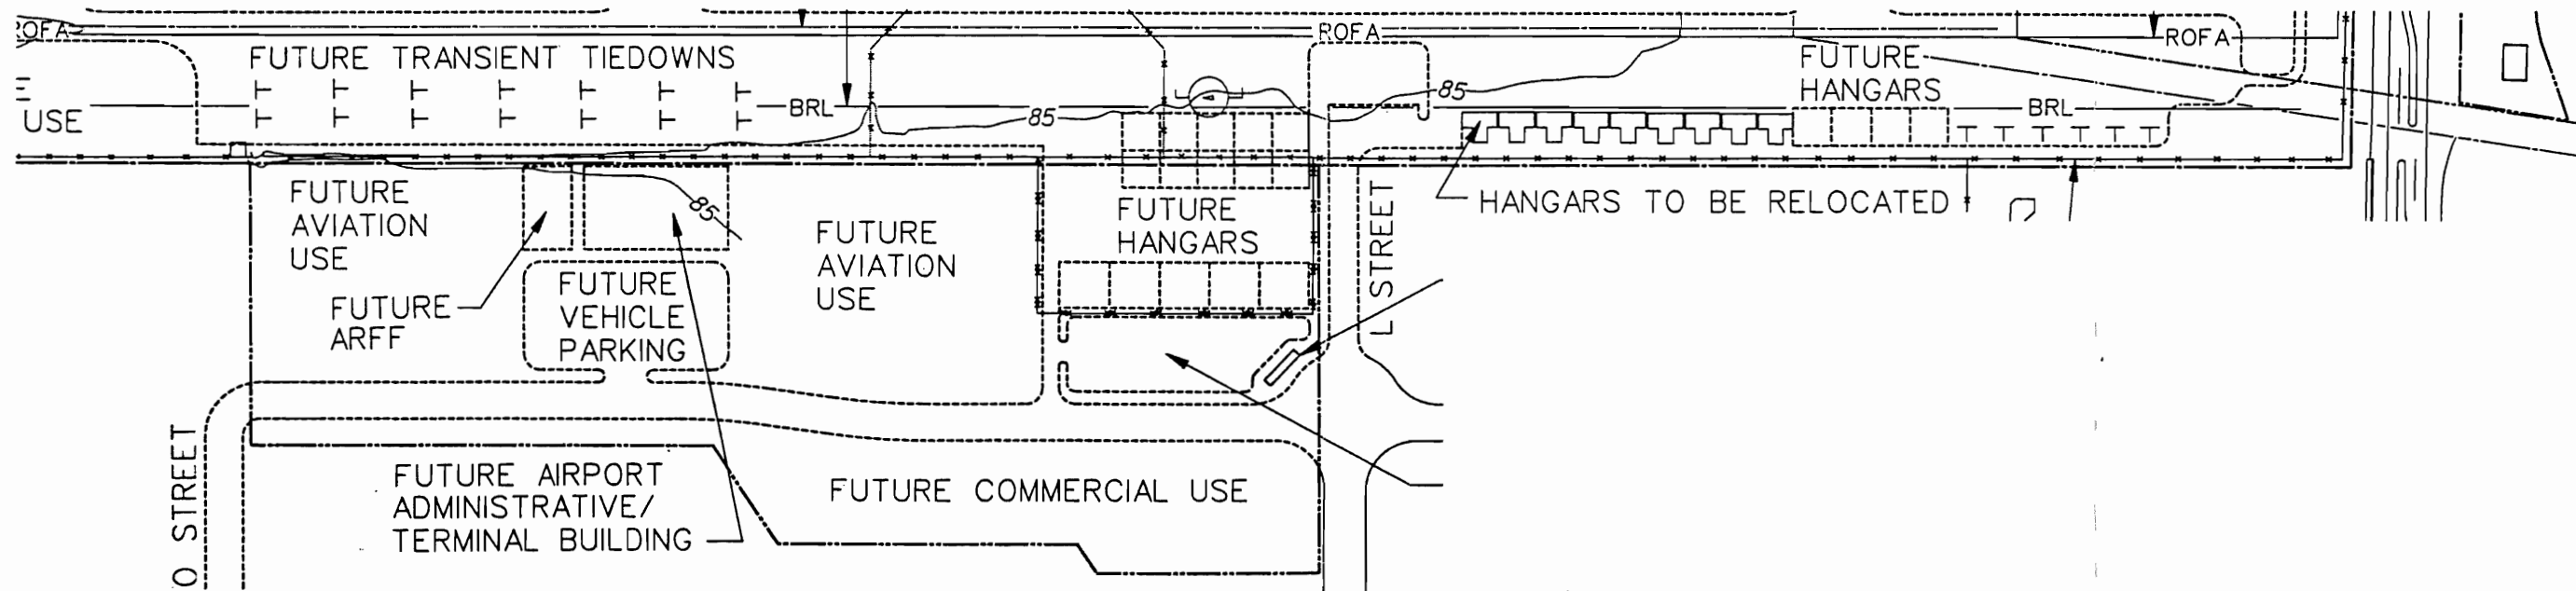 ROFA
ROFA
ROFA
FUTURE TRANSIENT TIEDOWNS
FUTURE
HANGARS
USE
BRL
85
85
BRL
HANGARS TO BE RELOCATED
FUTURE
AVIATION
USE
85
FUTURE
AVIATION
USE
FUTURE
HANGARS
L STREET
FUTURE
ARFF
FUTURE
VEHICLE
PARKING
O STREET
FUTURE AIRPORT
ADMINISTRATIVE/
TERMINAL BUILDING
FUTURE COMMERCIAL USE